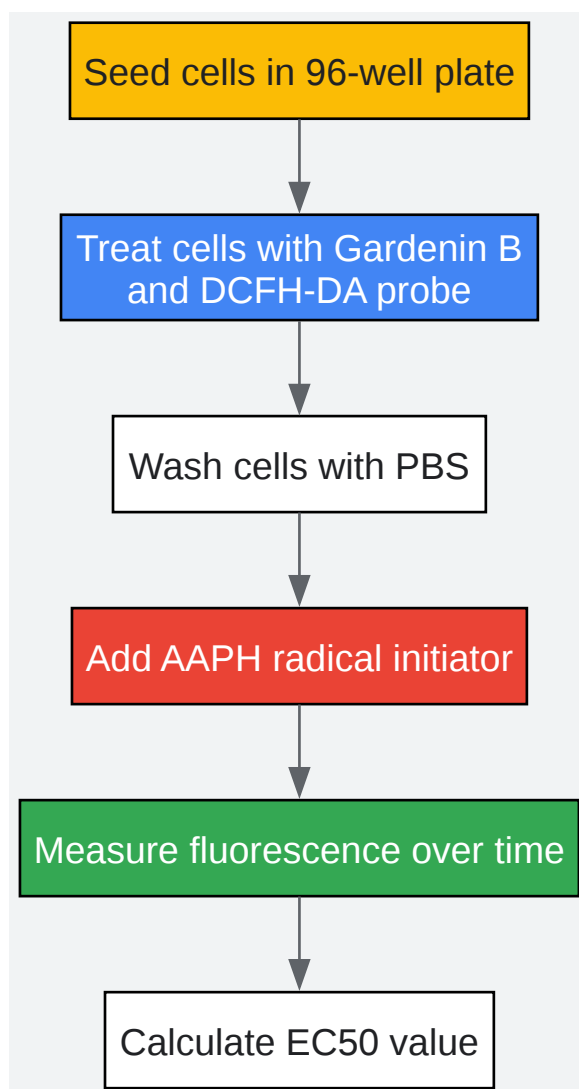 Seed cells in 96-well plate
Treat cells with Gardenin B
and DCFH-DA probe
Wash cells with PBS
Add AAPH radical initiator
Measure fluorescence over time
Calculate EC50 value